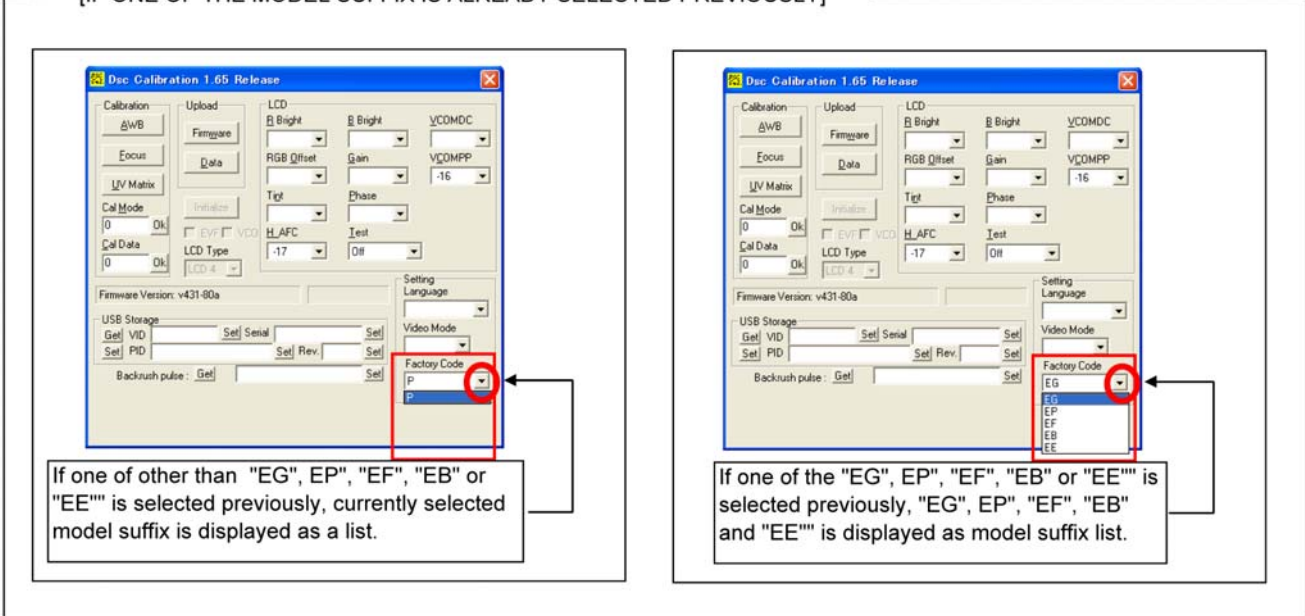 [IF ONE OF THE MODEL SUFFIX IS ALREADY SELECTED PREVIOUSLY]
Dsc Calibration 1.65 Release
Calibration
AWB
Focus
UV Matrix
Cal Mode
0 Ok
Cal Data
0 Ok
Upload
Firmware
Data
Initialize
EVF VCO
LCD Type
LCD 4
LCD
R Bright B Bright VCOMDC
RGB Offset Gain VCOMPP
-16
Tint Phase
H_AFC Test
-17 Off
Firmware Version: v431-80a
Setting
Language
Video Mode
USB Storage
Get VID Set Serial Set
Set PID Set Rev. Set
Backrush pulse : Get Set
Factory Code
P
P
If one of other than "EG", EP", "EF", "EB" or
"EE"" is selected previously, currently selected
model suffix is displayed as a list.
Dsc Calibration 1.65 Release
Calibration
AWB
Focus
UV Matrix
Cal Mode
0 Ok
Cal Data
0 Ok
Upload
Firmware
Data
Initialize
EVF VCO
LCD Type
LCD 4
LCD
R Bright B Bright VCOMDC
RGB Offset Gain VCOMPP
-16
Tint Phase
H_AFC Test
-17 Off
Firmware Version: v431-80a
Setting
Language
Video Mode
USB Storage
Get VID Set Serial Set
Set PID Set Rev. Set
Backrush pulse : Get Set
Factory Code
EG
EG
EP
EF
EB
EE
If one of the "EG", EP", "EF", "EB" or "EE"" is
selected previously, "EG", EP", "EF", "EB"
and "EE"" is displayed as model suffix list.